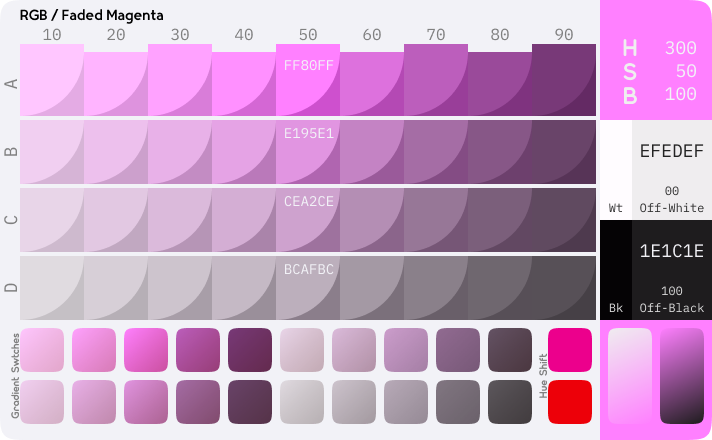 RGB / Faded Magenta
10 20 30 40 50 60 70 80 90
A
FF80FF
B
E195E1
C
CEA2CE
D
BCAFBC
H 300
S 50
B 100
EFEDEF
00
Wt Off-White
1E1C1E
100
Bk Off-Black
Gradient Swtches
Hue Shift